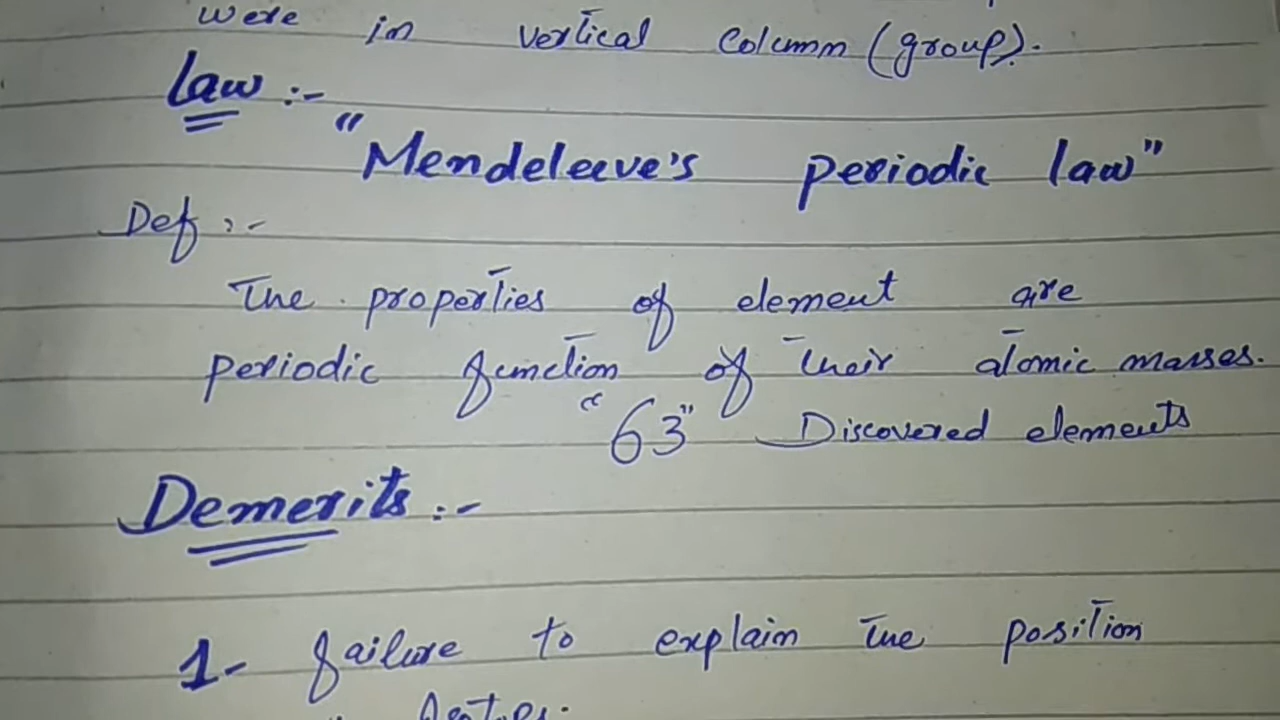 were in vertical column (group).
Law :-
"Mendeleeve's periodic law"
Def :-
The properties of element are
periodic function of their atomic masses.
"63" Discovered elements
Demerits :-
1- failure to explain the position